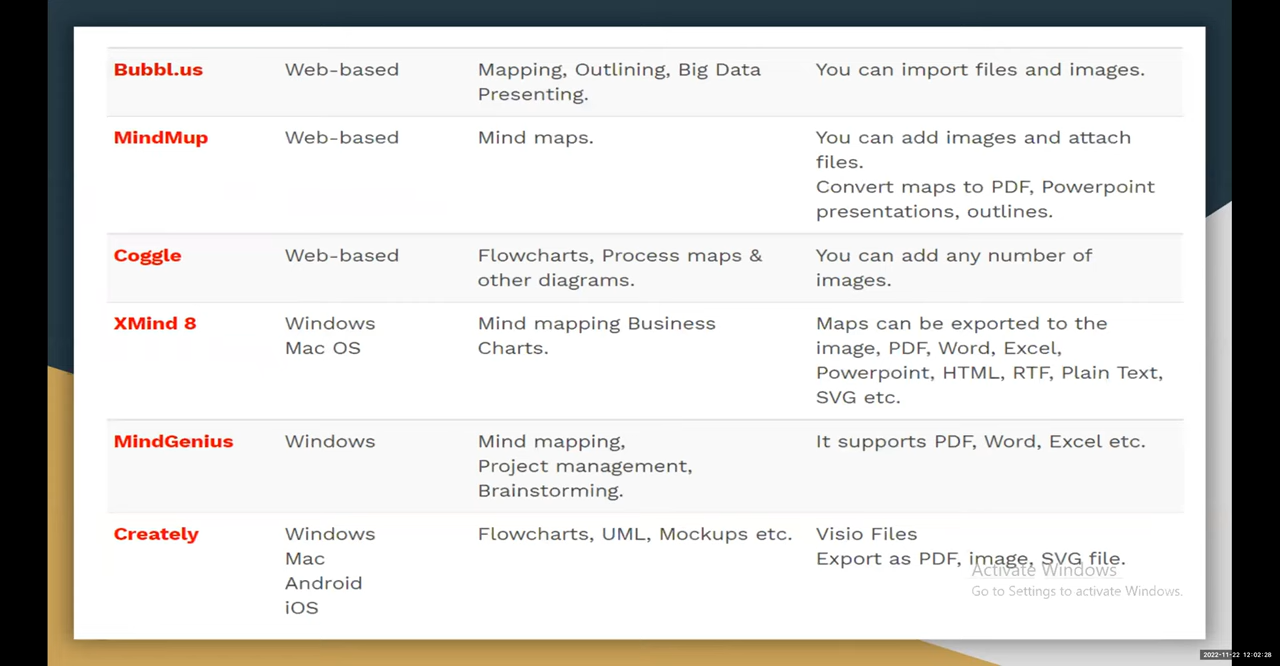 Bubbl.us Web-based Mapping, Outlining, Big Data You can import files and images.
Presenting.
MindMup Web-based Mind maps. You can add images and attach
files.
Convert maps to PDF, Powerpoint
presentations, outlines.
Coggle Web-based Flowcharts, Process maps & You can add any number of
other diagrams. images.
XMind 8 Windows Mind mapping Business Maps can be exported to the
Mac OS Charts. image, PDF, Word, Excel,
Powerpoint, HTML, RTF, Plain Text,
SVG etc.
MindGenius Windows Mind mapping, It supports PDF, Word, Excel etc.
Project management,
Brainstorming.
Creately Windows Flowcharts, UML, Mockups etc. Visio Files
Mac Export as PDF, image, SVG file.
Android
iOS
Activate Windows
Go to Settings to activate Windows.
2022-11-22 12:02:28